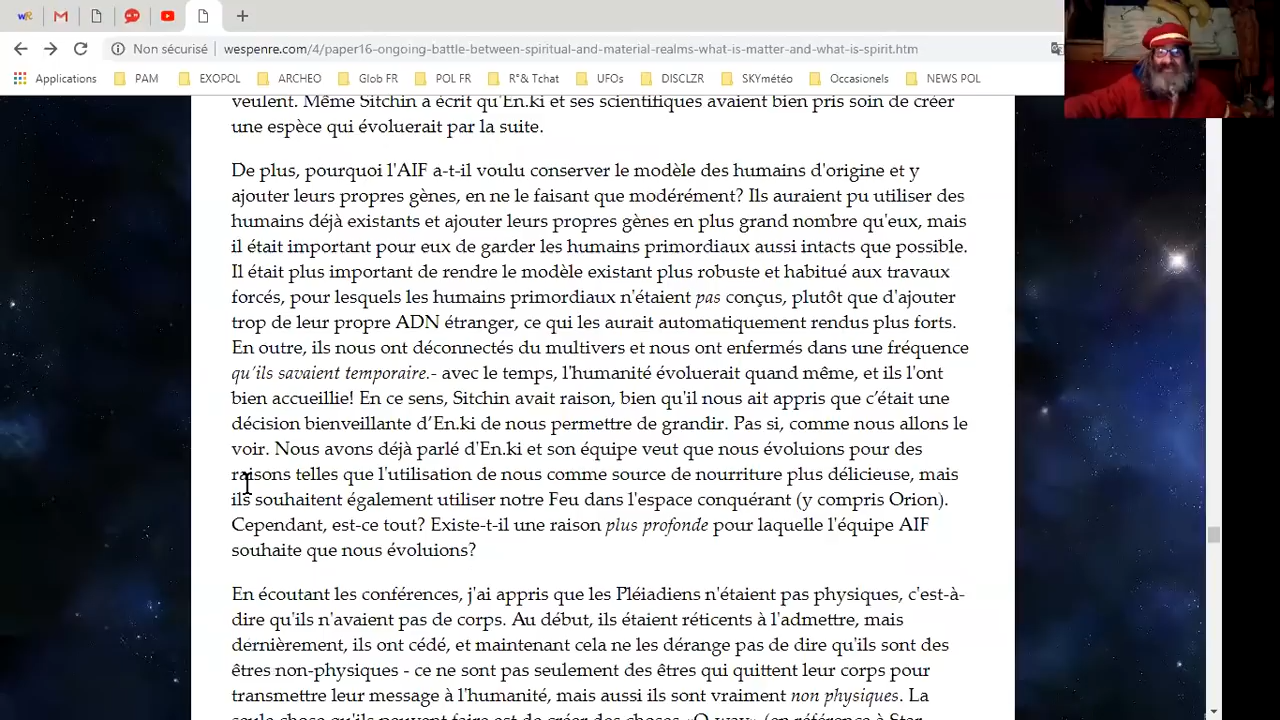 Non sécurisé
wespenre.com/4/paper16-ongoing-battle-between-spiritual-and-material-realms-what-is-matter-and-what-is-spirit.htm
Applications PAM EXOPOL ARCHEO Glob FR POL FR R°& Tchat UFOs DISCLZR SKYmétéo Occasionels NEWS POL
veulent. Même Sitchin a écrit qu'En.ki et ses scientifiques avaient bien pris soin de créer
une espèce qui évoluerait par la suite.
De plus, pourquoi l'AIF a-t-il voulu conserver le modèle des humains d'origine et y
ajouter leurs propres gènes, en ne le faisant que modérément? Ils auraient pu utiliser des
humains déjà existants et ajouter leurs propres gènes en plus grand nombre qu'eux, mais
il était important pour eux de garder les humains primordiaux aussi intacts que possible.
Il était plus important de rendre le modèle existant plus robuste et habitué aux travaux
forcés, pour lesquels les humains primordiaux n'étaient pas conçus, plutôt que d'ajouter
trop de leur propre ADN étranger, ce qui les aurait automatiquement rendus plus forts.
En outre, ils nous ont déconnectés du multivers et nous ont enfermés dans une fréquence
qu'ils savaient temporaire.- avec le temps, l'humanité évoluerait quand même, et ils l'ont
bien accueillie! En ce sens, Sitchin avait raison, bien qu'il nous ait appris que c’était une
décision bienveillante d’En.ki de nous permettre de grandir. Pas si, comme nous allons le
voir. Nous avons déjà parlé d'En.ki et son équipe veut que nous évoluions pour des
raisons telles que l'utilisation de nous comme source de nourriture plus délicieuse, mais
ils souhaitent également utiliser notre Feu dans l'espace conquérant (y compris Orion).
Cependant, est-ce tout? Existe-t-il une raison plus profonde pour laquelle l'équipe AIF
souhaite que nous évoluions?
En écoutant les conférences, j'ai appris que les Pléiadiens n'étaient pas physiques, c'est-à-
dire qu'ils n'avaient pas de corps. Au début, ils étaient réticents à l'admettre, mais
dernièrement, ils ont cédé, et maintenant cela ne les dérange pas de dire qu'ils sont des
êtres non-physiques - ce ne sont pas seulement des êtres qui quittent leur corps pour
transmettre leur message à l'humanité, mais aussi ils sont vraiment non physiques. La
seule chose qu'ils peuvent faire est de créer des choses «Q-way» (en référence à Star